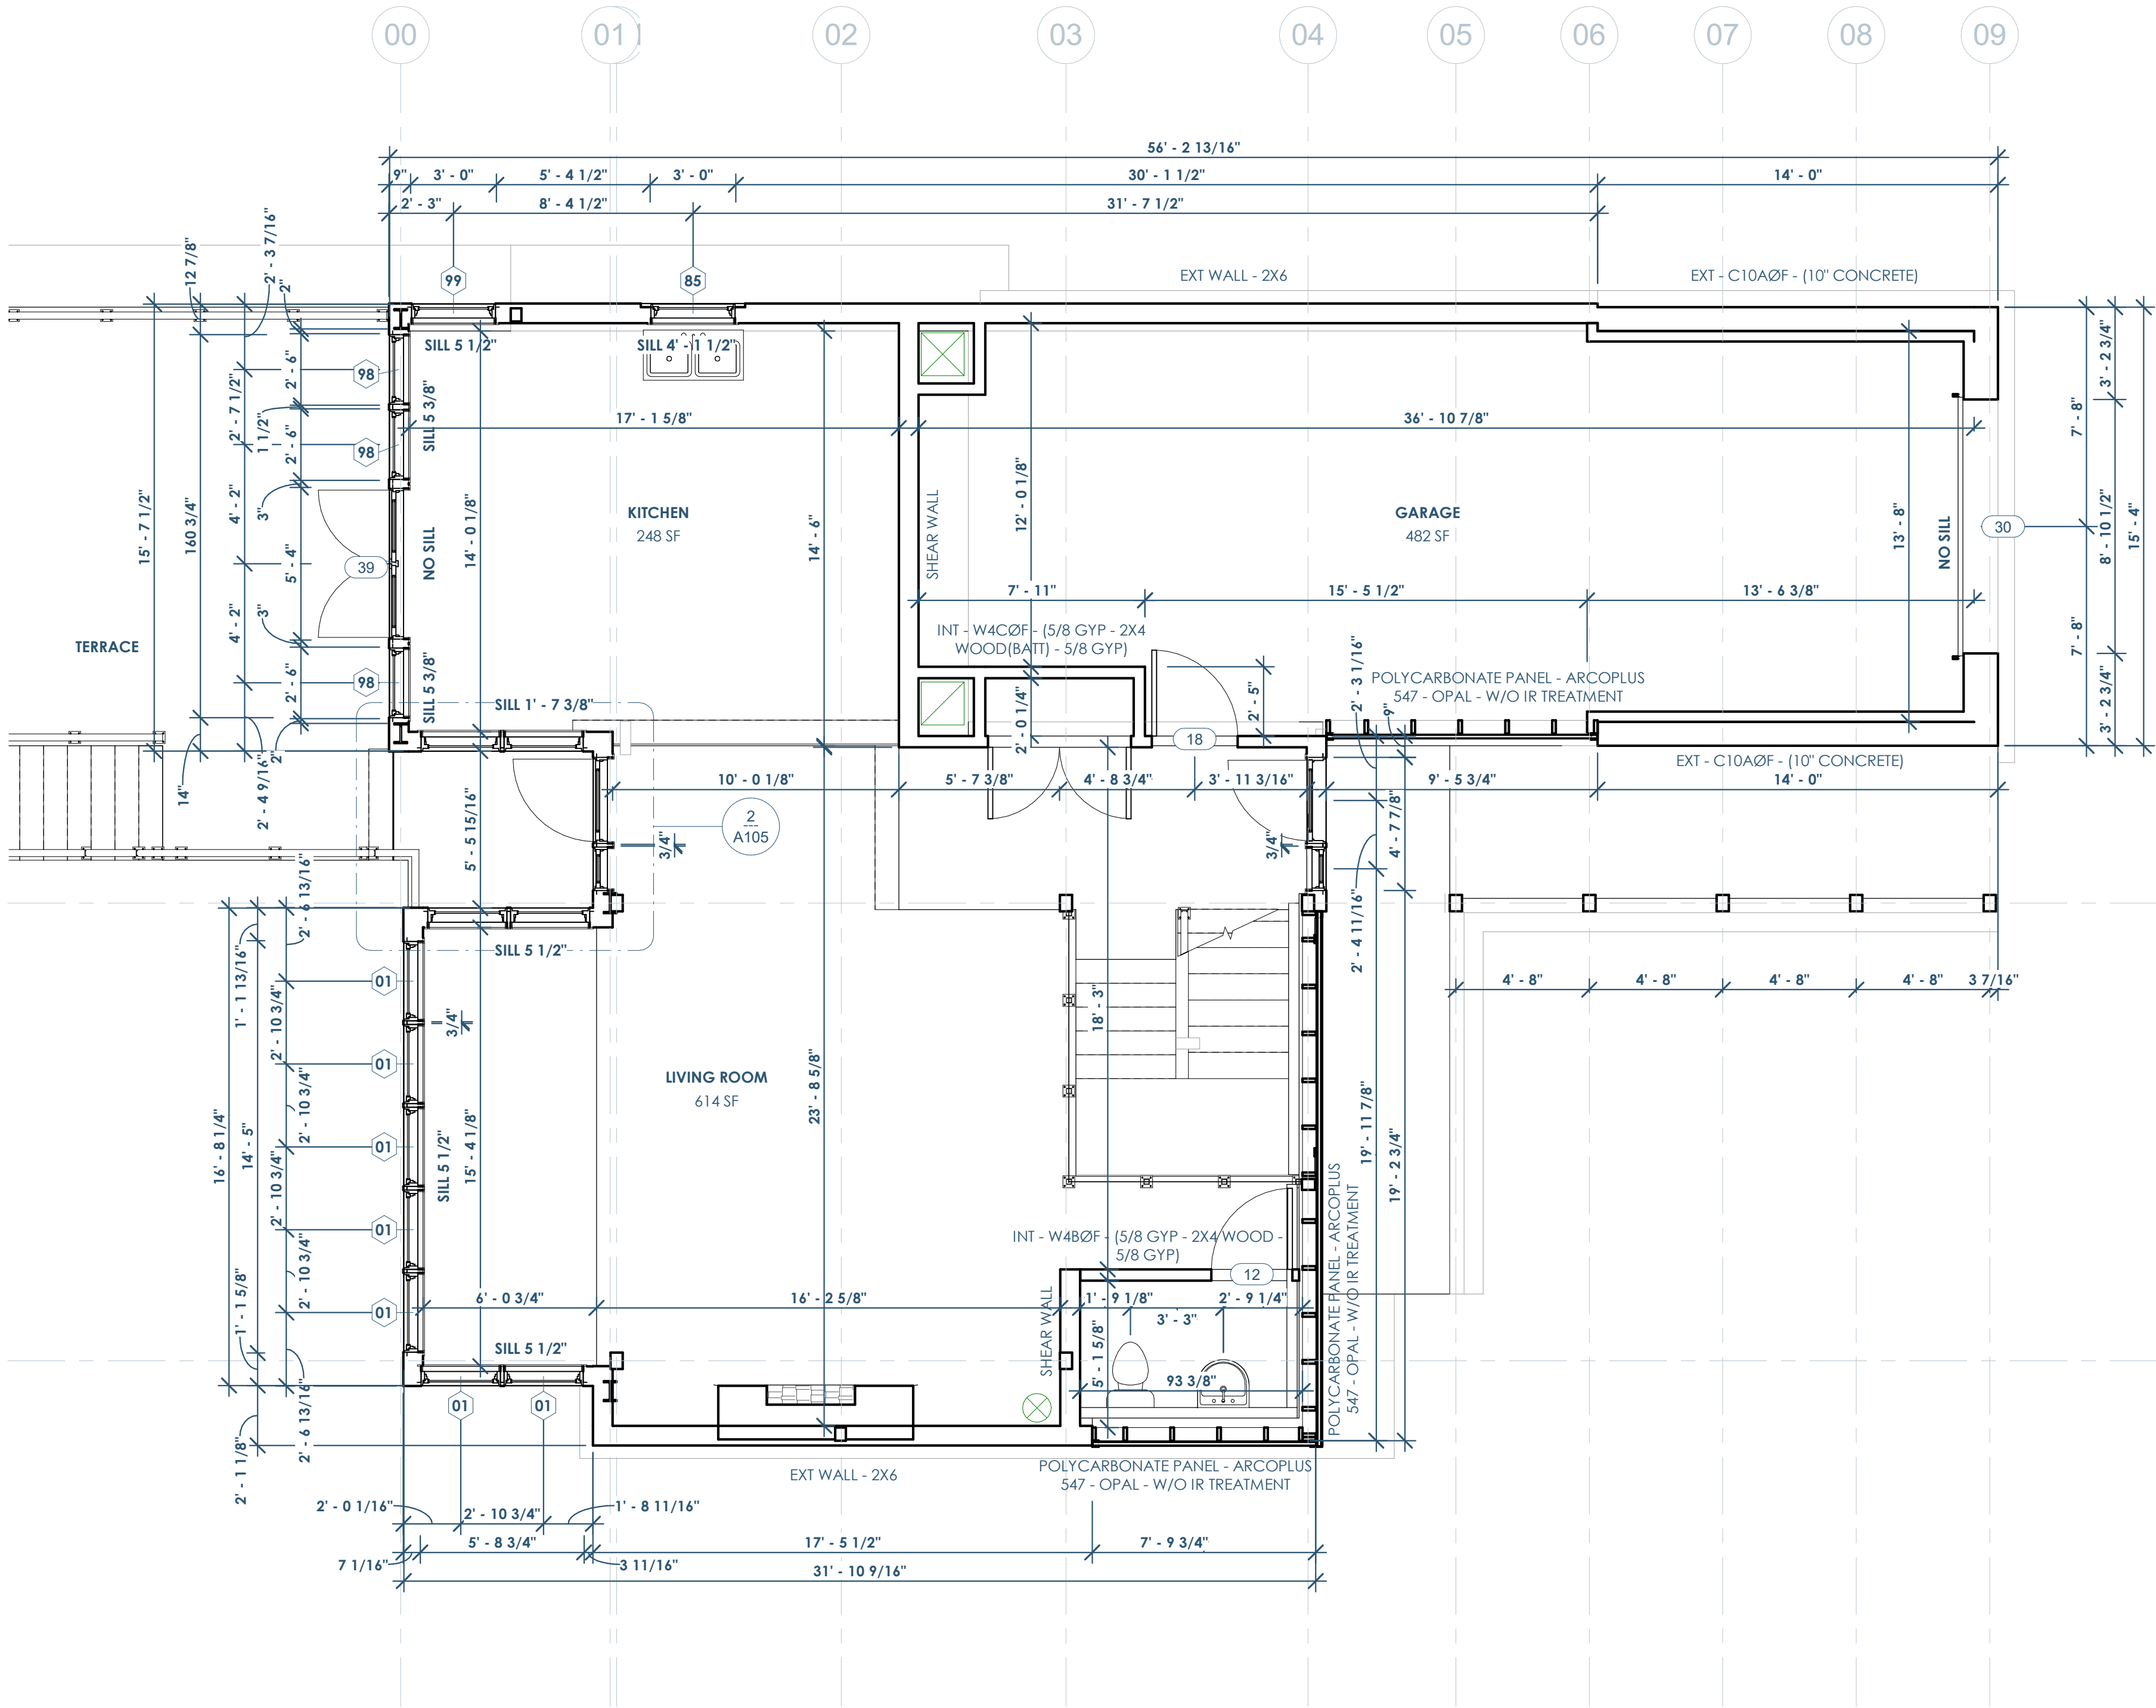 00
01
02
03
04
05
06
07
08
09
56' - 2 13/16"
9"
3' - 0"
5' - 4 1/2"
3' - 0"
30' - 1 1/2"
14' - 0"
2' - 3"
8' - 4 1/2"
31' - 7 1/2"
99
85
EXT WALL - 2X6
EXT - C10AØF - (10" CONCRETE)
12 7/8"
2' - 3 7/16"
2"
SILL 5 1/2"
SILL 4' - 1 1/2"
98
98
2' - 6"
2' - 7 1/2"
1 1/2"
2' - 6"
SILL 5 3/8"
17' - 1 5/8"
36' - 10 7/8"
3' - 2 3/4"
7' - 8"
15' - 7 1/2"
160 3/4"
4' - 2"
3"
5' - 4"
NO SILL
14' - 0 1/8"
KITCHEN
248 SF
14' - 6"
SHEAR WALL
12' - 0 1/8"
GARAGE
482 SF
13' - 8"
NO SILL
30
8' - 10 1/2"
15' - 4"
39
7' - 11"
15' - 5 1/2"
13' - 6 3/8"
4' - 2"
3"
2' - 6"
TERRACE
INT - W4CØF - (5/8 GYP - 2X4
WOOD(BATT) - 5/8 GYP)
7' - 8"
3' - 2 3/4"
98
SILL 5 3/8"
SILL 1' - 7 3/8"
2' - 3 1/16"
POLYCARBONATE PANEL - ARCOPLUS
547 - OPAL - W/O IR TREATMENT
2' - 5"
9"
2' - 0 1/4"
18
14"
2' - 4 9/16"
2"
EXT - C10AØF - (10" CONCRETE)
10' - 0 1/8"
5' - 7 3/8"
4' - 8 3/4"
3' - 11 3/16"
9' - 5 3/4"
14' - 0"
5' - 5 15/16"
3/4"
2
A105
3/4"
4' - 7 7/8"
2' - 4 11/16"
2' - 6 13/16"
SILL 5 1/2"
1' - 1 13/16"
01
2' - 10 3/4"
3/4"
18' - 3"
4' - 8"
4' - 8"
4' - 8"
4' - 8"
3 7/16"
01
2' - 10 3/4"
LIVING ROOM
614 SF
23' - 8 5/8"
16' - 8 1/4"
14' - 5"
01
2' - 10 3/4"
SILL 5 1/2"
15' - 4 1/8"
19' - 11 7/8"
19' - 2 3/4"
01
2' - 10 3/4"
INT - W4BØF - (5/8 GYP - 2X4 WOOD -
5/8 GYP)
12
POLYCARBONATE PANEL - ARCOPLUS
547 - OPAL - W/O IR TREATMENT
1' - 1 5/8"
01
6' - 0 3/4"
16' - 2 5/8"
SHEAR WALL
1' - 9 1/8"
2' - 9 1/4"
3' - 3"
SILL 5 1/2"
5' - 1 5/8"
93 3/8"
01
01
2' - 1 1/8"
2' - 6 13/16"
EXT WALL - 2X6
POLYCARBONATE PANEL - ARCOPLUS
547 - OPAL - W/O IR TREATMENT
2' - 0 1/16"
2' - 10 3/4"
1' - 8 11/16"
5' - 8 3/4"
17' - 5 1/2"
7' - 9 3/4"
7 1/16"
3 11/16"
31' - 10 9/16"